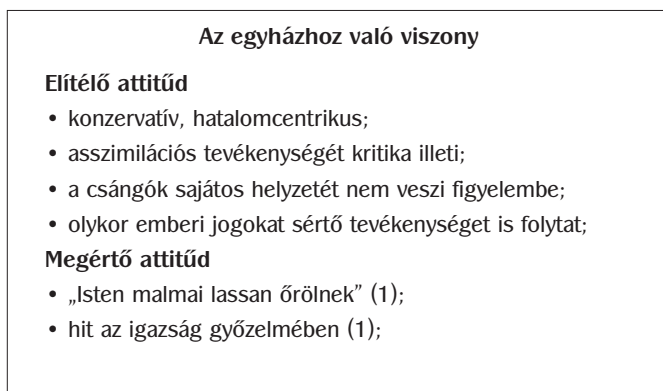 Az egyházhoz való viszony
Elítélő attitűd
• konzervatív, hatalomcentrikus;
• asszimilációs tevékenységét kritika illeti;
• a csángók sajátos helyzetét nem veszi figyelembe;
• olykor emberi jogokat sértő tevékenységet is folytat;
Megértő attitűd
• „Isten malmai lassan őrölnek” (1);
• hit az igazság győzelmében (1);